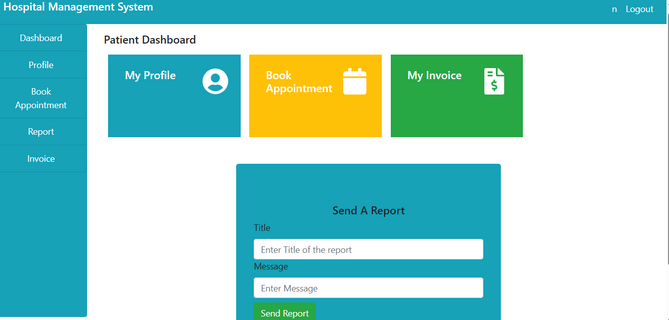 Hospital Management System
n Logout
Dashboard
Profile
Book
Appointment
Report
Invoice
Patient Dashboard
My Profile
Book
Appointment
My Invoice
$
Send A Report
Title
Enter Title of the report
Message
Enter Message
Send Report